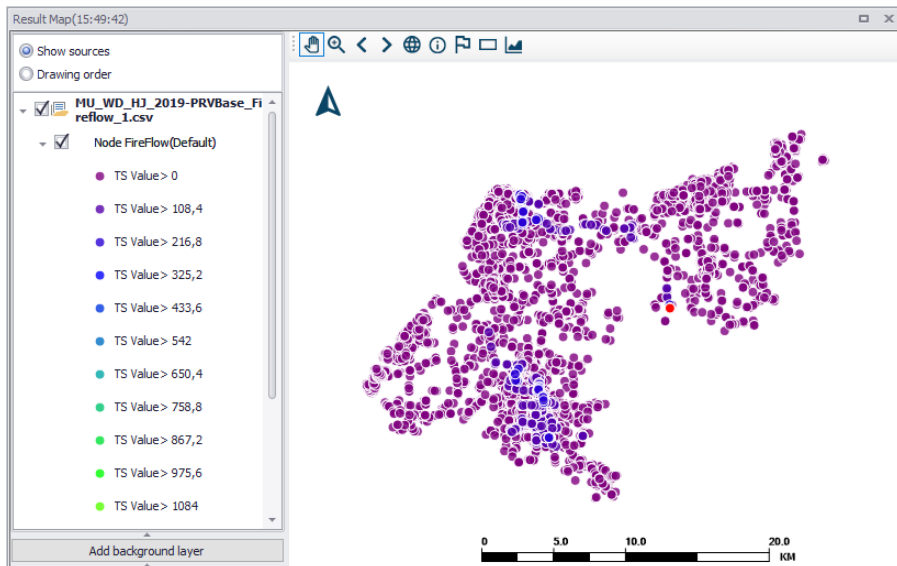 Result Map(15:49:42)
Show sources
Drawing order
MU_WD_HJ_2019-PRVBase_Fi
reflow_1.csv
Node FireFlow(Default)
TS Value> 0
TS Value> 108,4
TS Value> 216,8
TS Value> 325,2
TS Value> 433,6
TS Value> 542
TS Value> 650,4
TS Value> 758,8
TS Value> 867,2
TS Value> 975,6
TS Value> 1084
Add background layer
0 5.0 10.0 20.0
KM